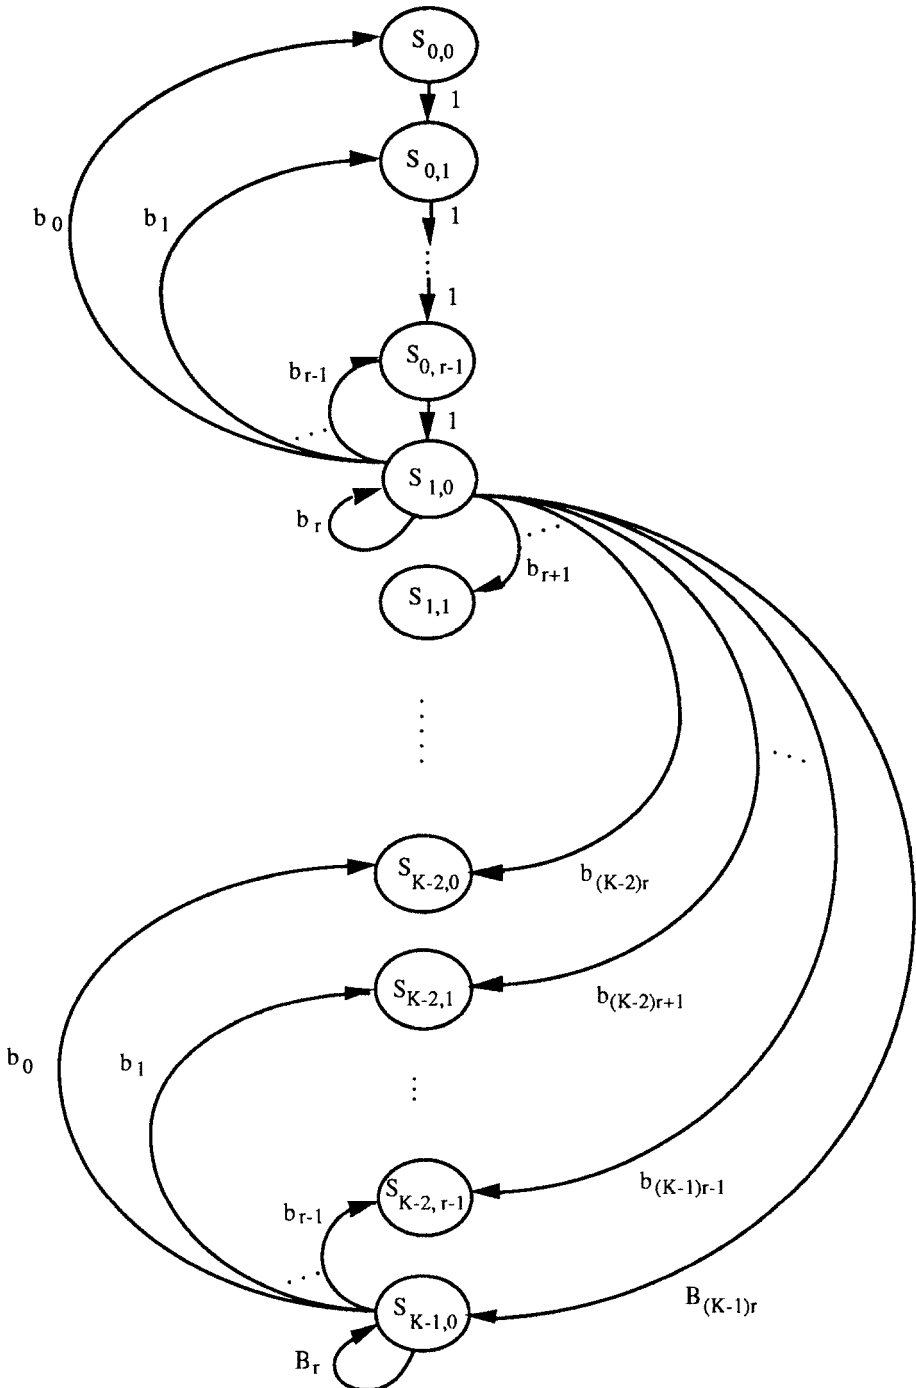 S0,0
1
S0,1
b0
b1
1
1
S0, r-1
br-1
1
S1,0
br
br+1
S1,1
SK-2,0
b(K-2)r
SK-2,1
b(K-2)r+1
b0
b1
SK-2, r-1
b(K-1)r-1
br-1
SK-1,0
B(K-1)r
Br